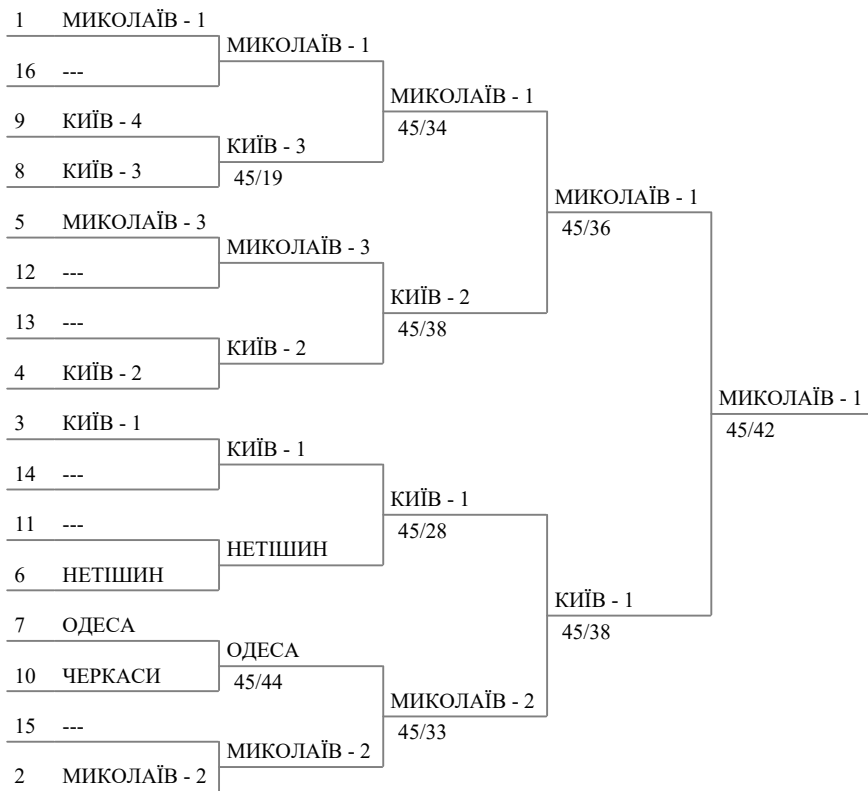 1 МИКОЛАЇВ - 1
МИКОЛАЇВ - 1
16 ---
МИКОЛАЇВ - 1
45/34
9 КИЇВ - 4
КИЇВ - 3
45/19
8 КИЇВ - 3
МИКОЛАЇВ - 1
45/36
5 МИКОЛАЇВ - 3
МИКОЛАЇВ - 3
12 ---
КИЇВ - 2
45/38
13 ---
КИЇВ - 2
4 КИЇВ - 2
МИКОЛАЇВ - 1
45/42
3 КИЇВ - 1
КИЇВ - 1
14 ---
КИЇВ - 1
45/28
11 ---
НЕТІШИН
6 НЕТІШИН
КИЇВ - 1
45/38
7 ОДЕСА
ОДЕСА
45/44
10 ЧЕРКАСИ
МИКОЛАЇВ - 2
45/33
15 ---
МИКОЛАЇВ - 2
2 МИКОЛАЇВ - 2